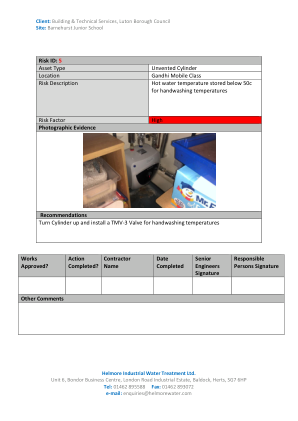 Client: Building & Technical Services, Luton Borough Council
Site: Barnehurst Junior School
Risk ID: 5
Asset Type Unvented Cylinder
Location Gandhi Mobile Class
Risk Description Hot water temperature stored below 50c
for handwashing temperatures
Risk Factor High
Photographic Evidence
Recommendations
Turn Cylinder up and install a TMV-3 Valve for handwashing temperatures
Works Action Contractor Date Senior Responsible
Approved? Completed? Name Completed Engineers Persons Signature
Signature
Other Comments
Helmore Industrial Water Treatment Ltd.
Unit 6, Bondor Business Centre, London Road Industrial Estate, Baldock, Herts, SG7 6HP
Tel: 01462 895588 Fax: 01462 893872
e-mail: enquiries@helmorewater.com